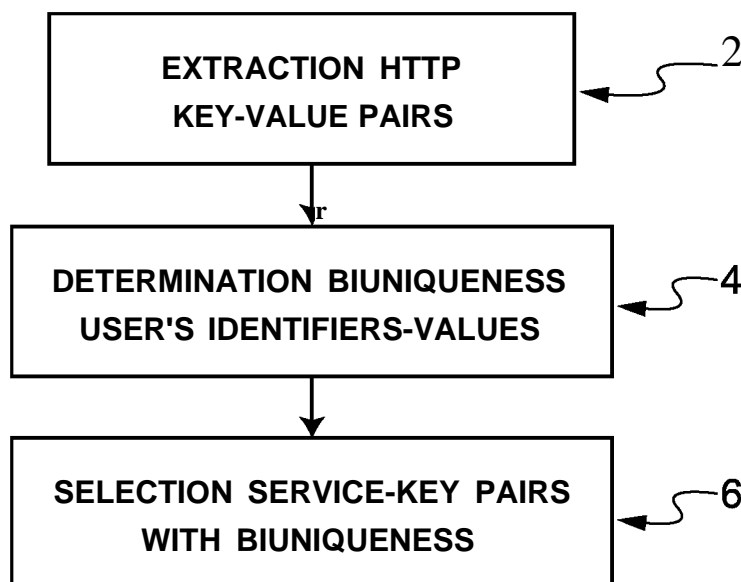 EXTRACTION HTTP
KEY-VALUE PAIRS
2
r
DETERMINATION BIUNIQUENESS
USER'S IDENTIFIERS-VALUES
4
SELECTION SERVICE-KEY PAIRS
WITH BIUNIQUENESS
6